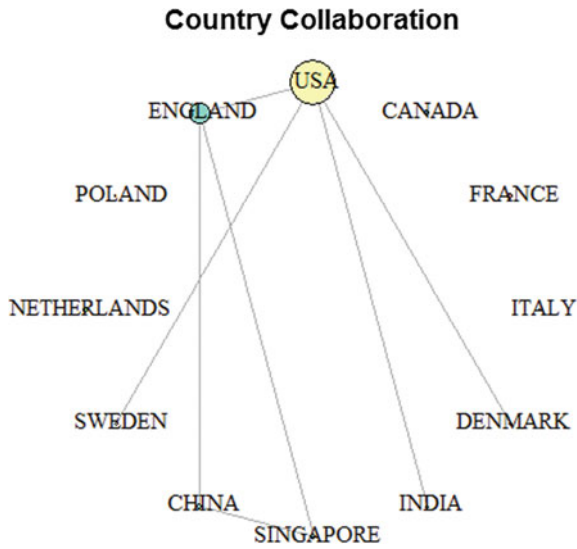 Country Collaboration
USA
ENGLAND
CANADA
POLAND
FRANCE
NETHERLANDS
ITALY
SWEDEN
DENMARK
CHINA
INDIA
SINGAPORE